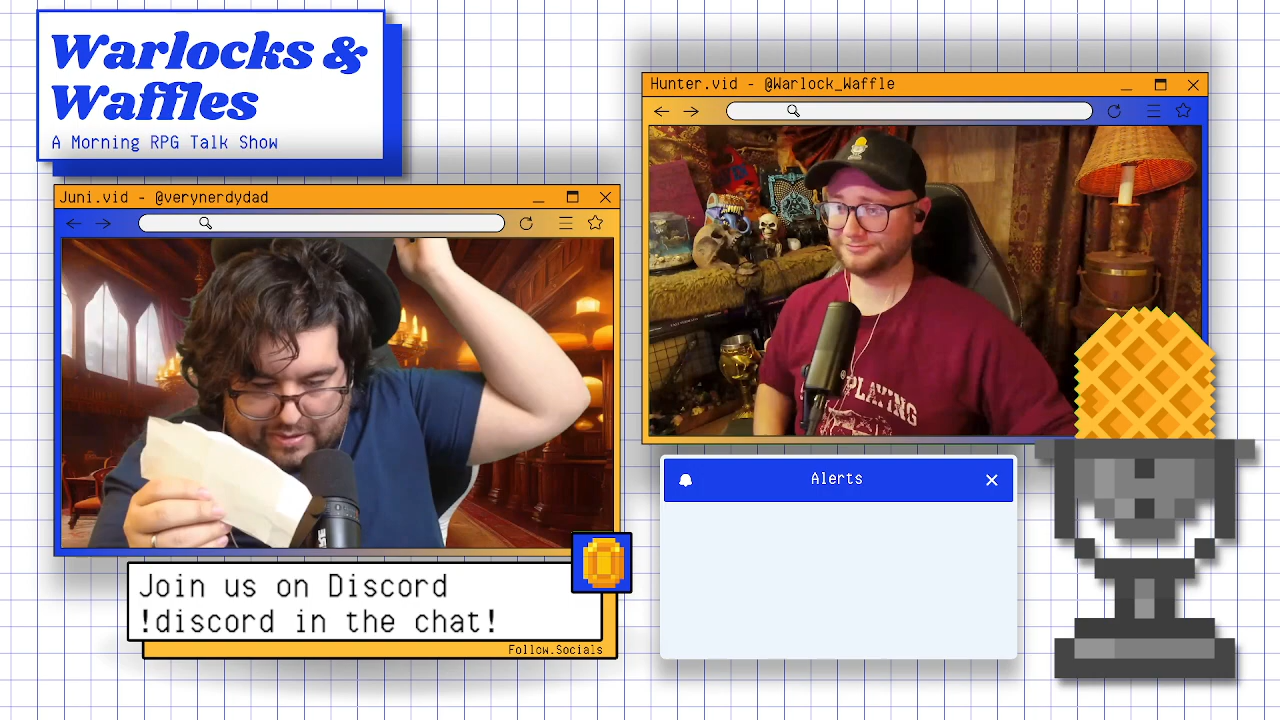 Warlocks &
Waffles
A Morning RPG Talk Show
Juni.vid - @verynerdydad
Hunter.vid - @Warlock_Waffle
PLAYING
Alerts
Join us on Discord
!discord in the chat!
Follow.Socials